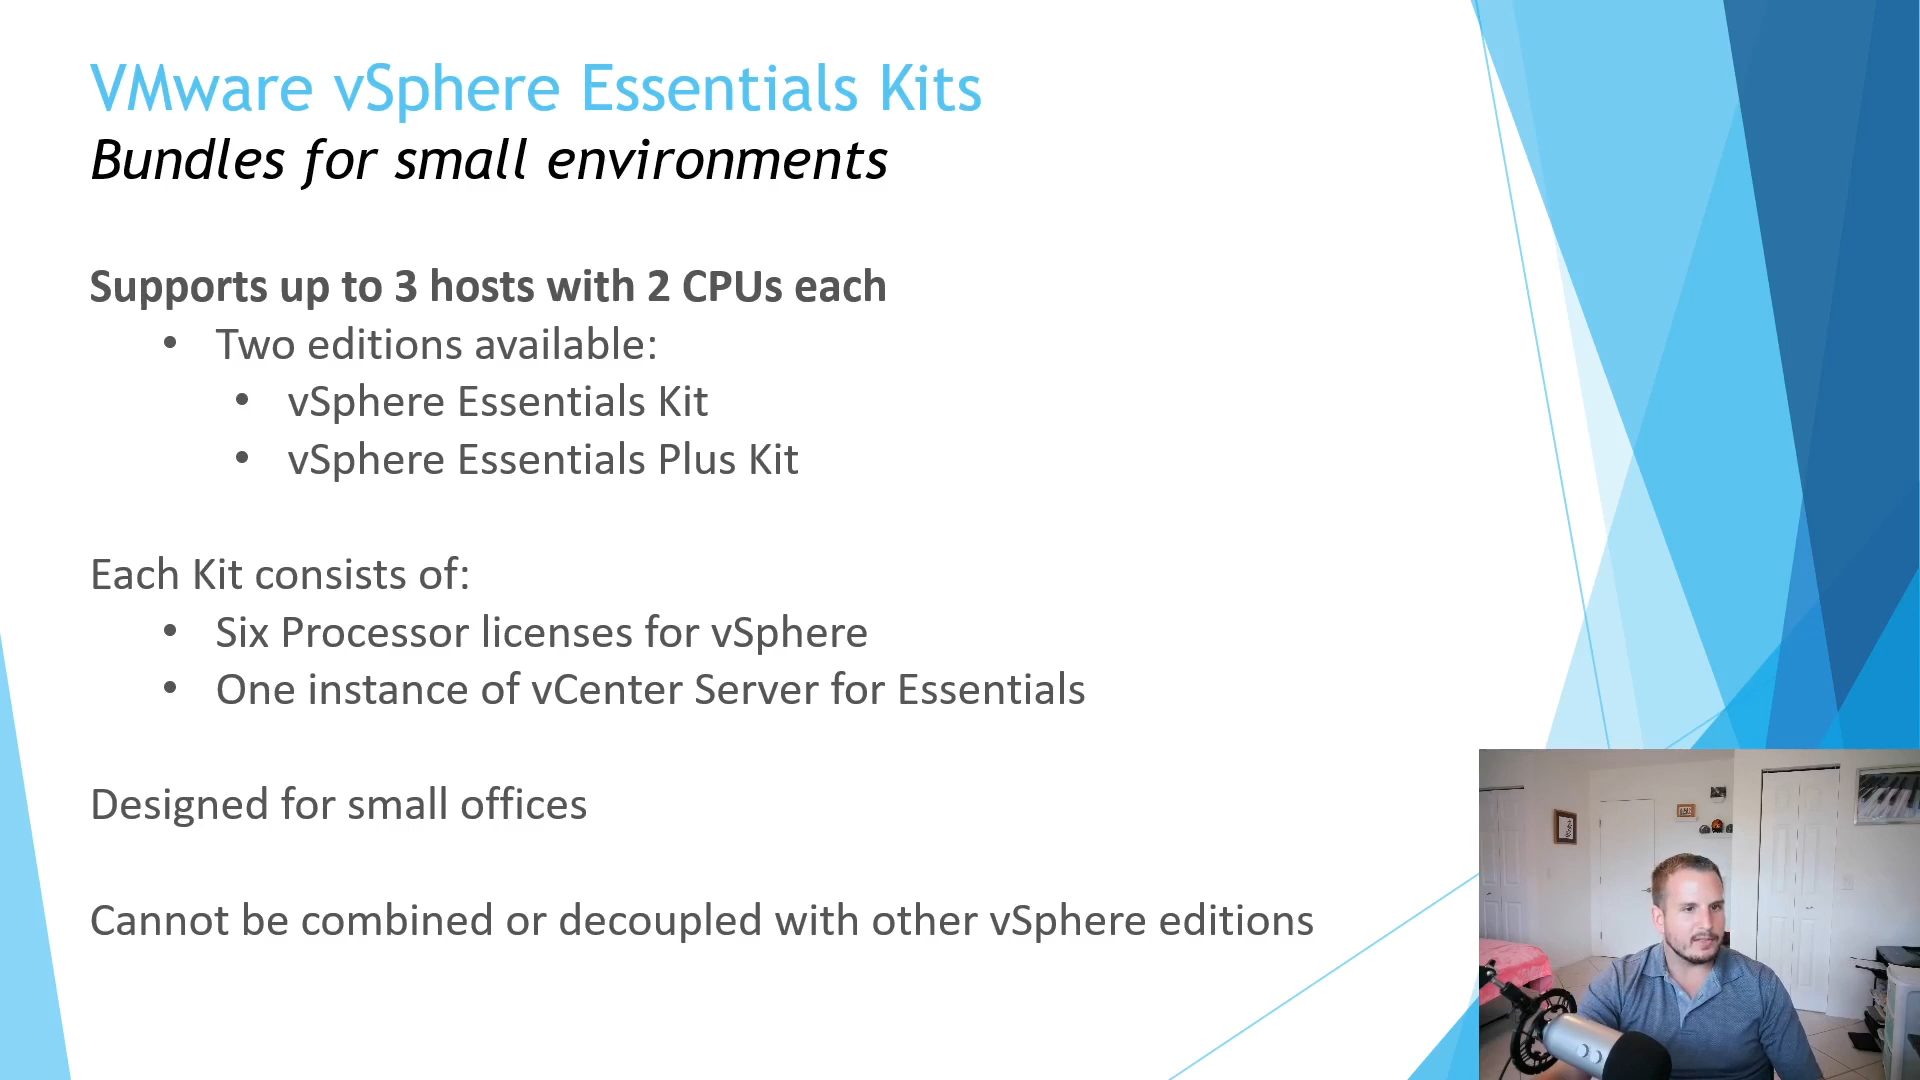 VMware vSphere Essentials Kits
Bundles for small environments
Supports up to 3 hosts with 2 CPUs each
• Two editions available:
• vSphere Essentials Kit
• vSphere Essentials Plus Kit
Each Kit consists of:
• Six Processor licenses for vSphere
• One instance of vCenter Server for Essentials
Designed for small offices
Cannot be combined or decoupled with other vSphere editions